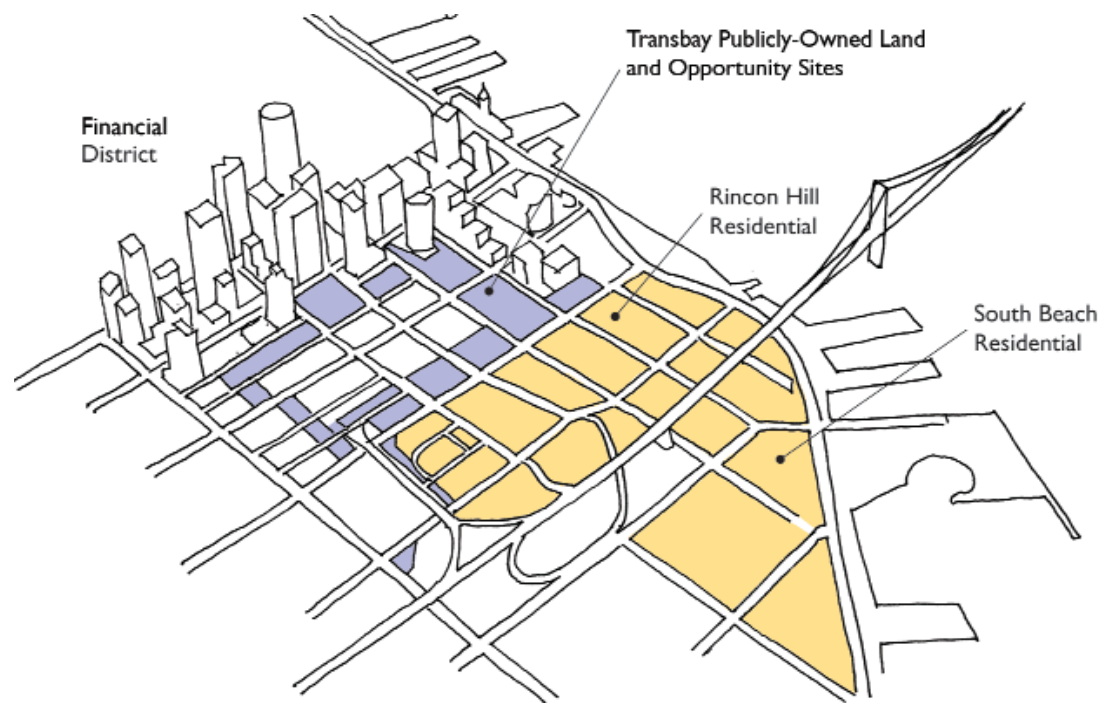 Transbay Publicly-Owned Land
and Opportunity Sites
Financial
District
Rincon Hill
Residential
South Beach
Residential